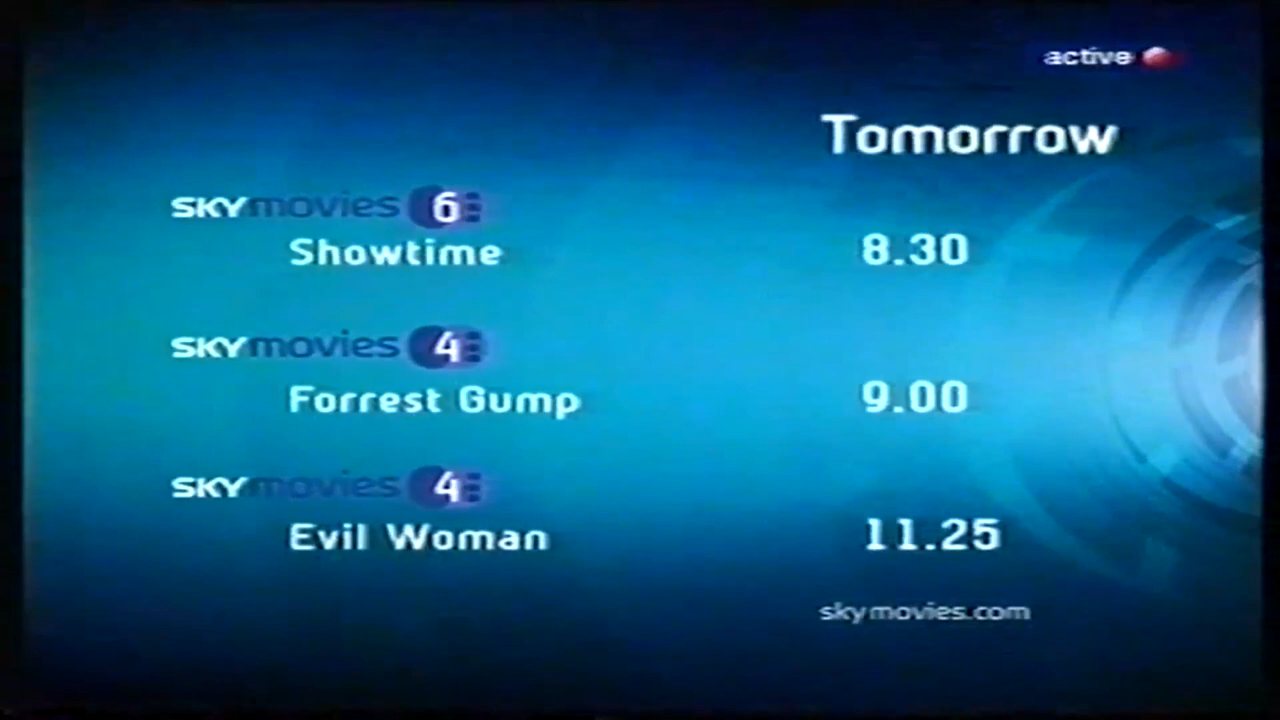 active
Tomorrow
SKYmovies 6
Showtime 8.30
SKYmovies 4
Forrest Gump 9.00
SKYmovies 4
Evil Woman 11.25
skymovies.com